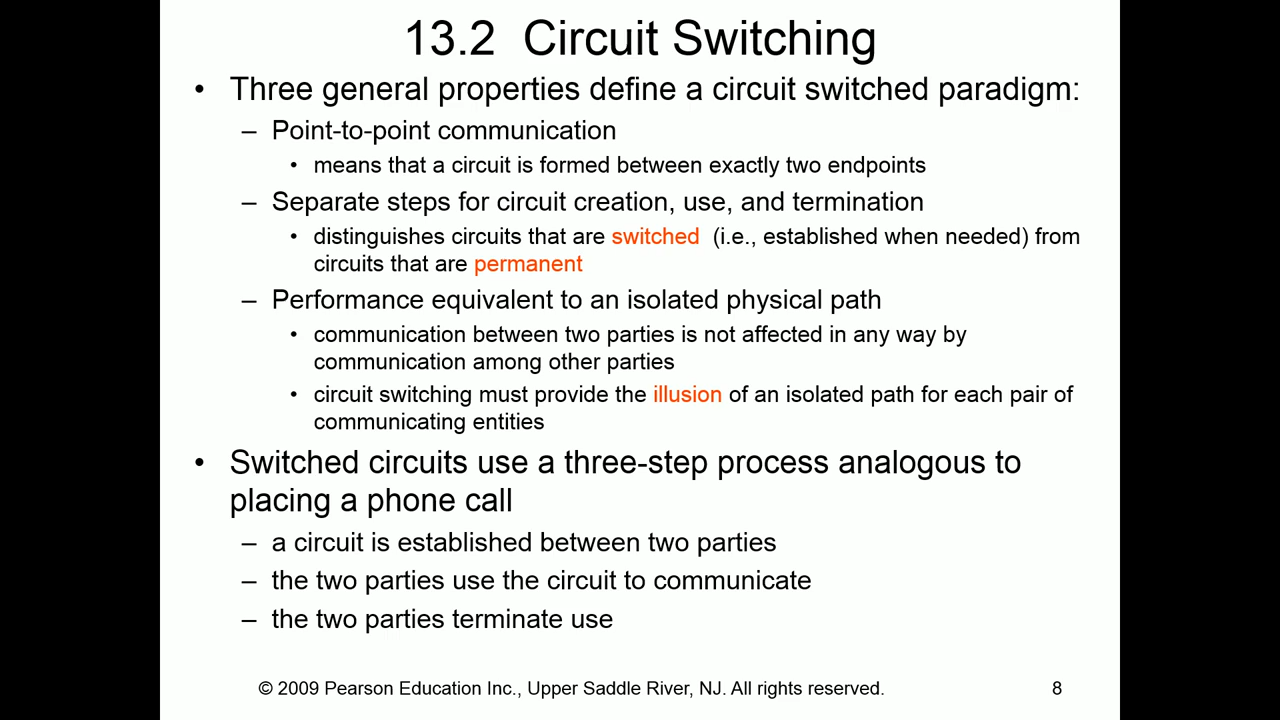 13.2 Circuit Switching
• Three general properties define a circuit switched paradigm:
– Point-to-point communication
• means that a circuit is formed between exactly two endpoints
– Separate steps for circuit creation, use, and termination
• distinguishes circuits that are switched (i.e., established when needed) from
circuits that are permanent
– Performance equivalent to an isolated physical path
• communication between two parties is not affected in any way by
communication among other parties
• circuit switching must provide the illusion of an isolated path for each pair of
communicating entities
• Switched circuits use a three-step process analogous to
placing a phone call
– a circuit is established between two parties
– the two parties use the circuit to communicate
– the two parties terminate use
© 2009 Pearson Education Inc., Upper Saddle River, NJ. All rights reserved. 8